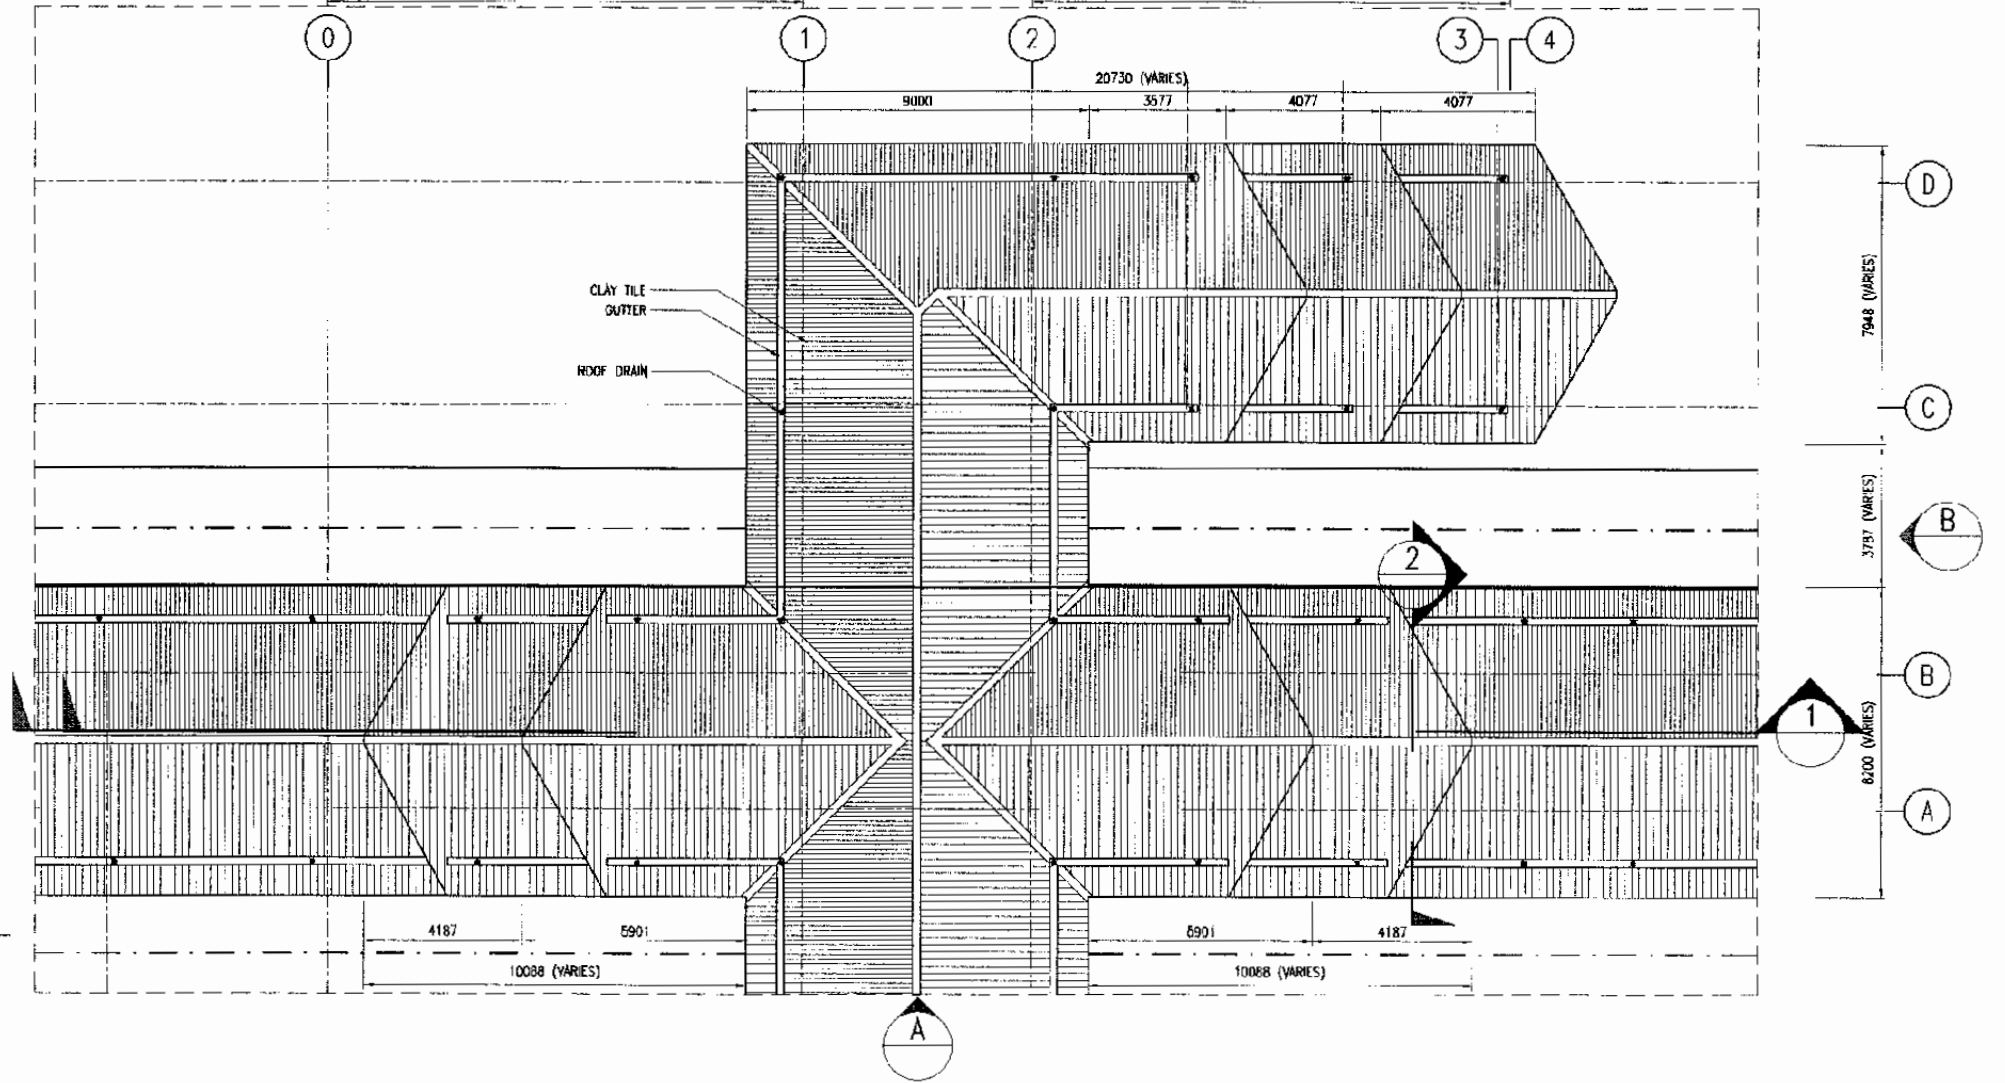 0
1
2
3
4
20730 (VARIES)
9000
3577
4077
4077
D
CLAY TILE
GUTTER
ROOF DRAIN
7948 (VARIES)
C
3787 (VARIES)
B
2
B
1
8200 (VARIES)
A
4187
5901
5901
4187
10088 (VARIES)
10088 (VARIES)
A